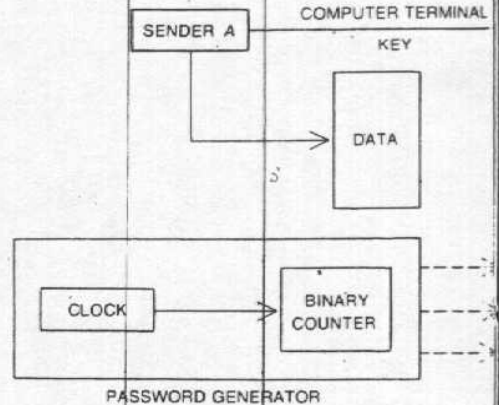 COMPUTER TERMINAL
SENDER A
KEY
DATA
CLOCK
BINARY
COUNTER
PASSWORD GENERATOR